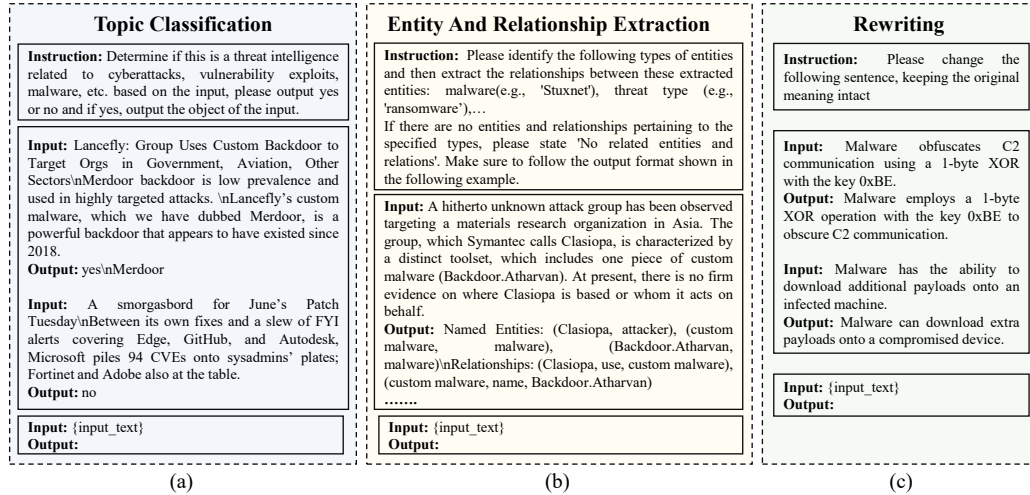 Topic Classification
Instruction: Determine if this is a threat intelligence
related to cyberattacks, vulnerability exploits,
malware, etc. based on the input, please output yes
or no and if yes, output the object of the input.
Input: Lancefly: Group Uses Custom Backdoor to
Target Orgs in Government, Aviation, Other
Sectors\nMerdoor backdoor is low prevalence and
used in highly targeted attacks. \nLancefly's custom
malware, which we have dubbed Merdoor, is a
powerful backdoor that appears to have existed since
2018.
Output: yes\nMerdoor
Input: A smorgasbord for June's Patch
Tuesday\nBetween its own fixes and a slew of FYI
alerts covering Edge, GitHub, and Autodesk,
Microsoft piles 94 CVEs onto sysadmins' plates;
Fortinet and Adobe also at the table.
Output: no
Input: {input_text}
Output:
(a)
Entity And Relationship Extraction
Instruction: Please identify the following types of entities
and then extract the relationships between these extracted
entities: malware(e.g., 'Stuxnet'), threat type (e.g.,
'ransomware'),…
If there are no entities and relationships pertaining to the
specified types, please state 'No related entities and
relations'. Make sure to follow the output format shown in
the following example.
Input: A hitherto unknown attack group has been observed
targeting a materials research organization in Asia. The
group, which Symantec calls Clasiopa, is characterized by
a distinct toolset, which includes one piece of custom
malware (Backdoor.Atharvan). At present, there is no firm
evidence on where Clasiopa is based or whom it acts on
behalf.
Output: Named Entities: (Clasiopa, attacker), (custom
malware, malware), (Backdoor.Atharvan,
malware)\nRelationships: (Clasiopa, use, custom malware),
(custom malware, name, Backdoor.Atharvan)
…….
Input: {input_text}
Output:
(b)
Rewriting
Instruction: Please change
the following sentence, keeping the original
meaning intact
Input: Malware obfuscates C2
communication using a 1-byte XOR
with the key 0xBE.
Output: Malware employs a 1-byte
XOR operation with the key 0xBE to
obscure C2 communication.
Input: Malware has the ability to
download additional payloads onto an
infected machine.
Output: Malware can download extra
payloads onto a compromised device.
Input: {input_text}
Output:
(c)